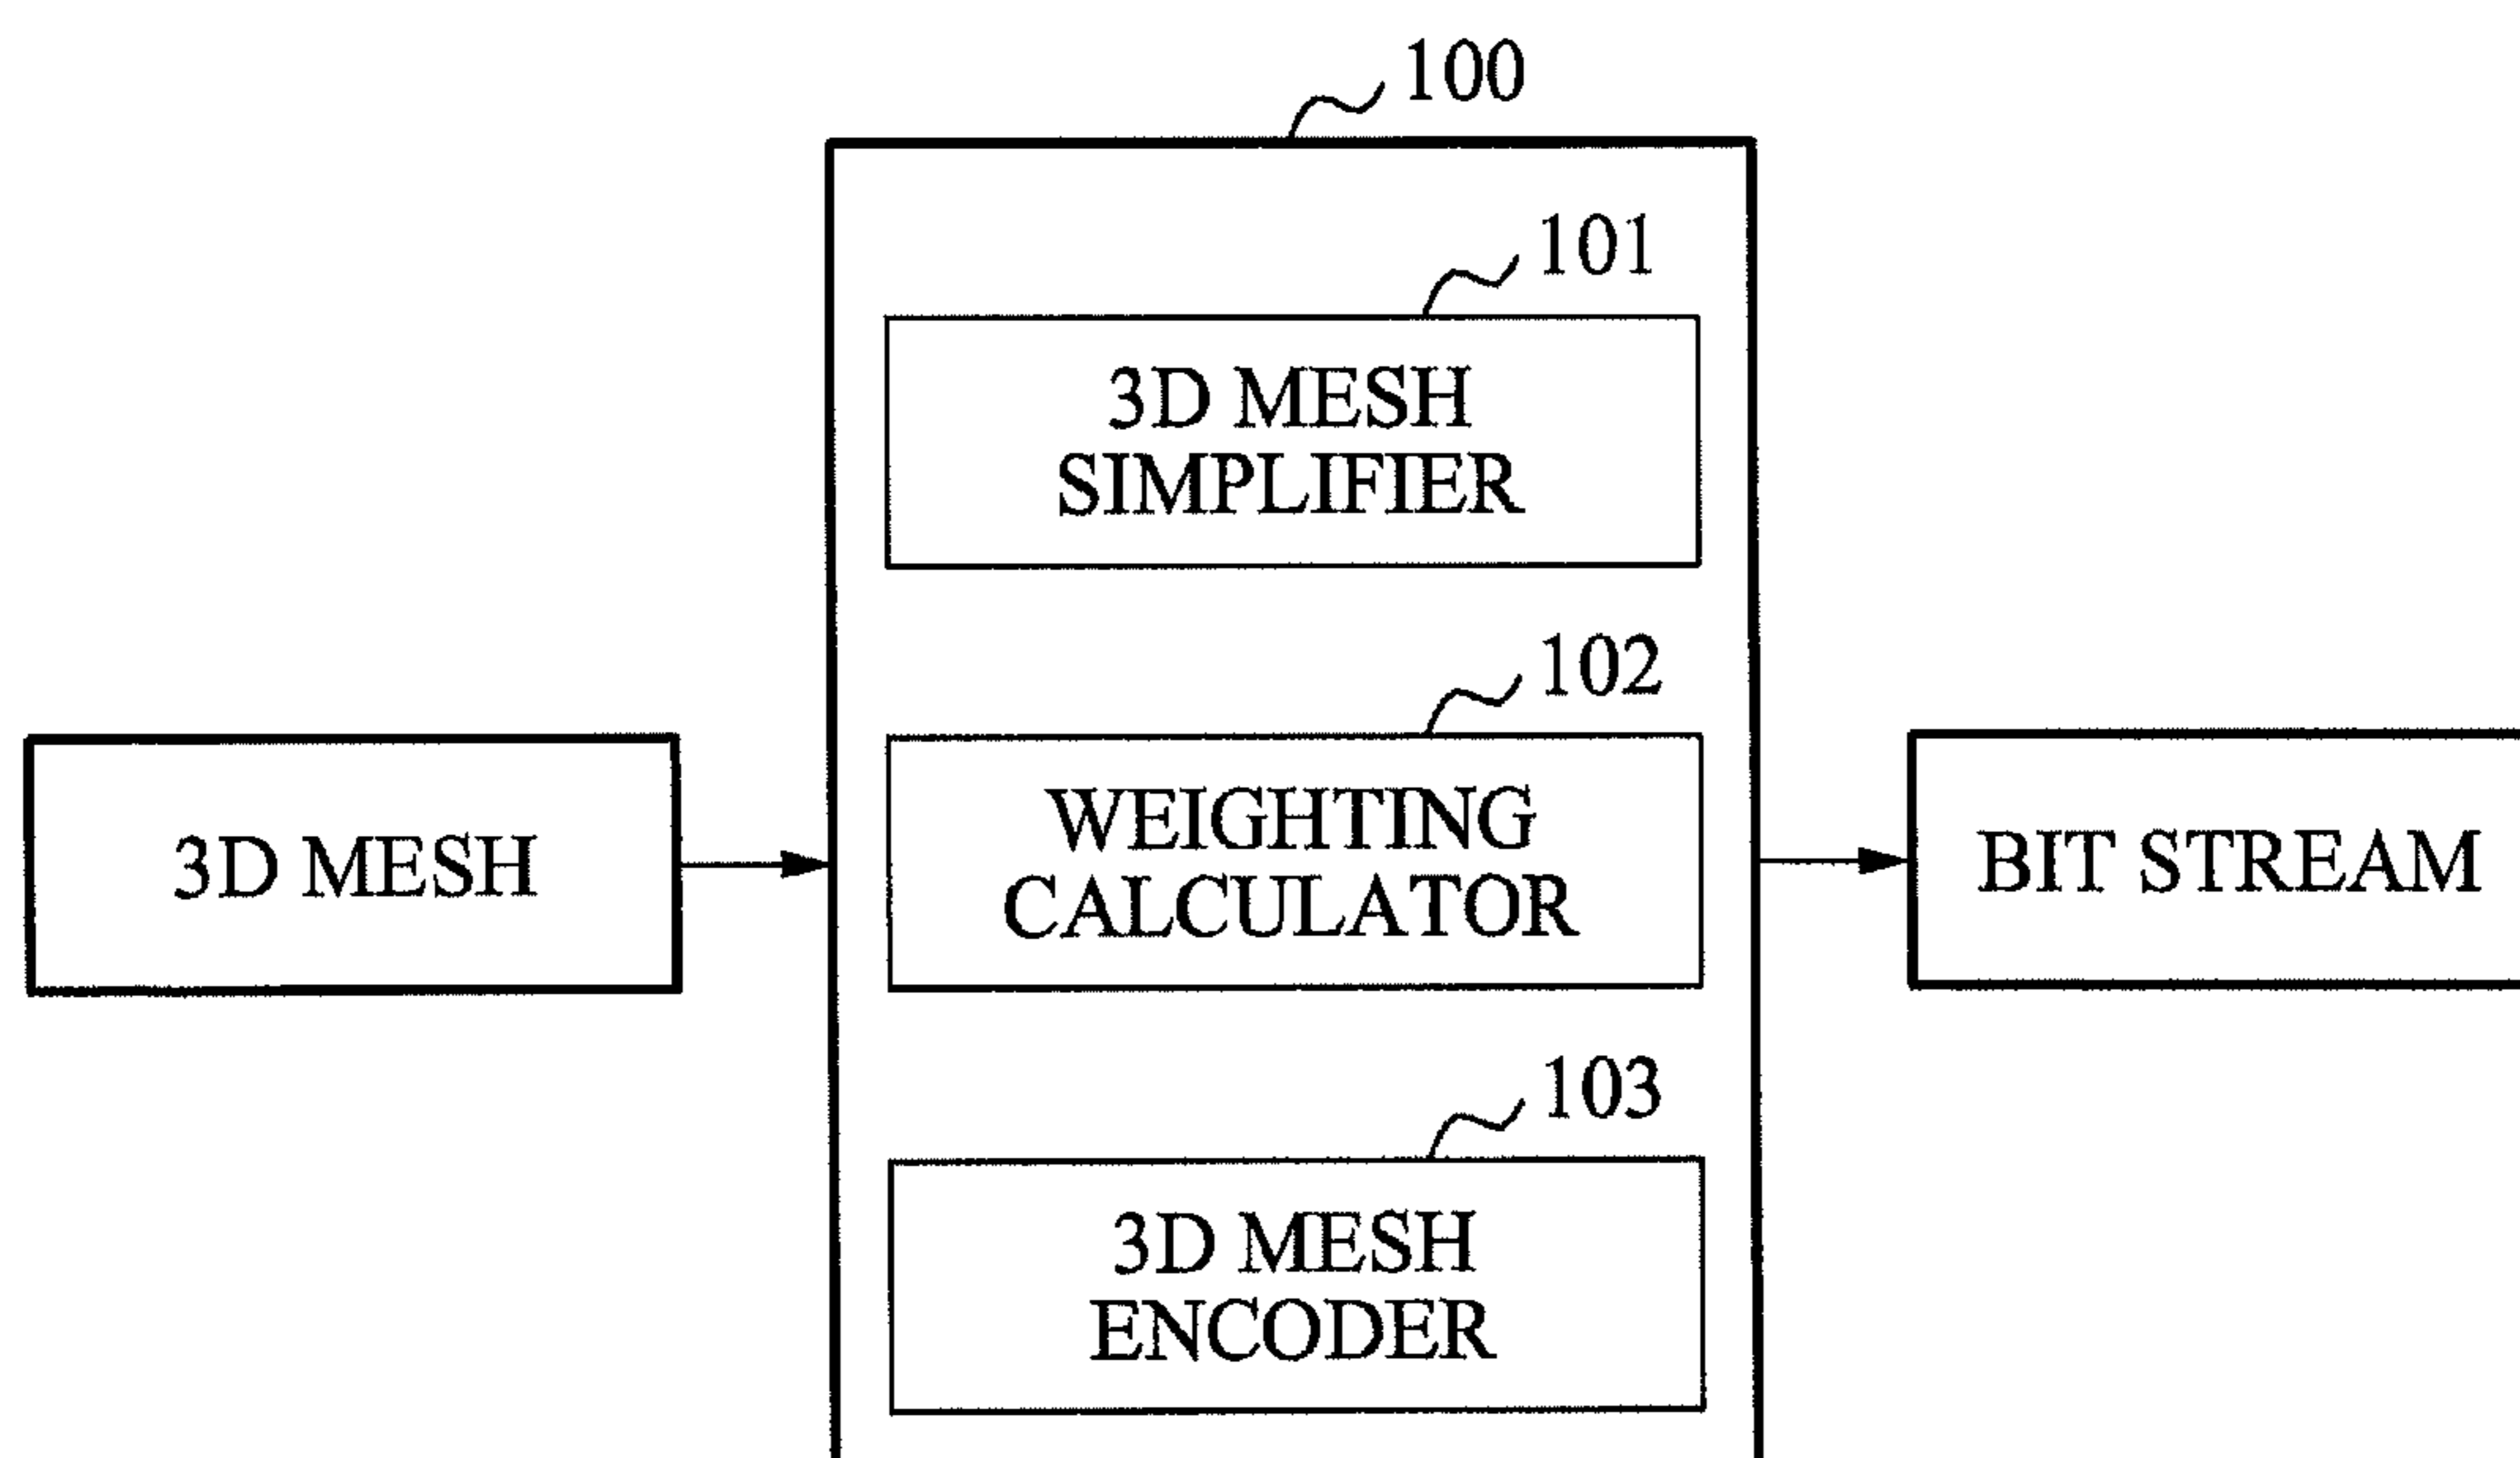 100
101
3D MESH
SIMPLIFIER
102
3D MESH
WEIGHTING
CALCULATOR
BIT STREAM
103
3D MESH
ENCODER